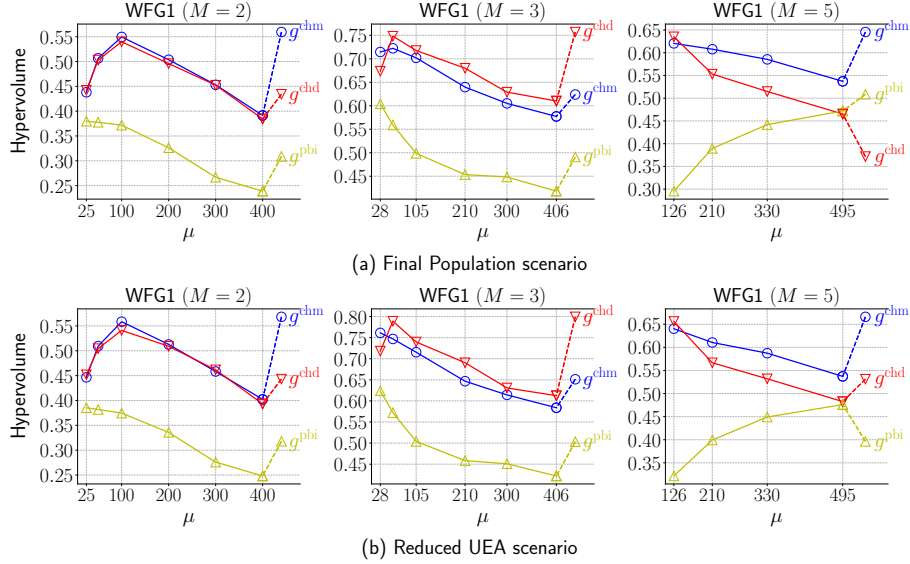 WFG1 (M = 2)
WFG1 (M = 3)
WFG1 (M = 5)
Hypervolume
0.55
0.50
0.45
0.40
0.35
0.30
0.25
25 100 200 300 400
μ
g^chm
g^chd
g^pbi
0.75
0.70
0.65
0.60
0.55
0.50
0.45
28 105 210 300 406
μ
g^chd
g^chm
g^pbi
0.65
0.60
0.55
0.50
0.45
0.40
0.35
0.30
126 210 330 495
μ
g^chm
g^pbi
g^chd
(a) Final Population scenario
WFG1 (M = 2)
WFG1 (M = 3)
WFG1 (M = 5)
Hypervolume
0.55
0.50
0.45
0.40
0.35
0.30
0.25
25 100 200 300 400
μ
g^chm
g^chd
g^pbi
0.80
0.75
0.70
0.65
0.60
0.55
0.50
0.45
28 105 210 300 406
μ
g^chd
g^chm
g^pbi
0.65
0.60
0.55
0.50
0.45
0.40
0.35
126 210 330 495
μ
g^chm
g^chd
g^pbi
(b) Reduced UEA scenario